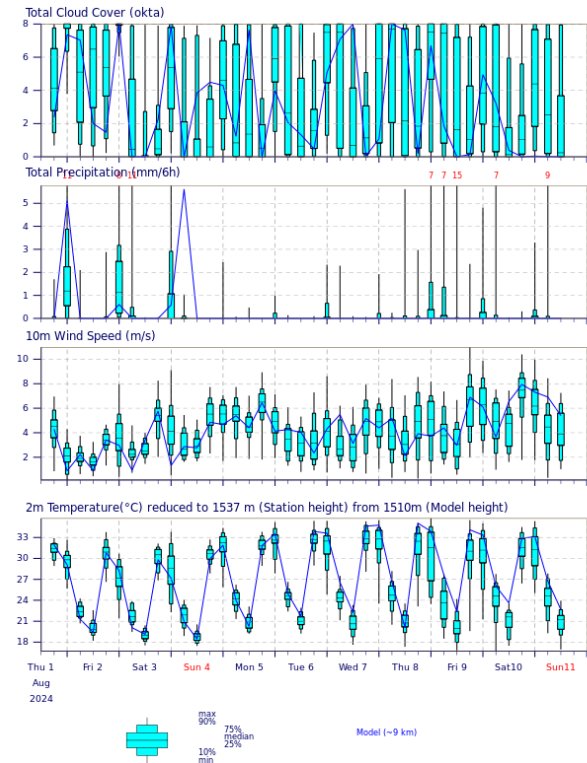 Total Cloud Cover (okta)
8
6
4
2
0
Total Precipitation (mm/6h)
7 7 15 7 9
5
4
3
2
1
0
10m Wind Speed (m/s)
10
8
6
4
2
2m Temperature(°C) reduced to 1537 m (Station height) from 1510m (Model height)
33
30
27
24
21
18
Thu 1 Fri 2 Sat 3 Sun 4 Mon 5 Tue 6 Wed 7 Thu 8 Fri 9 Sat10 Sun11
Aug
2024
max
90%
75%
median
25%
10%
min
Model (~9 km)